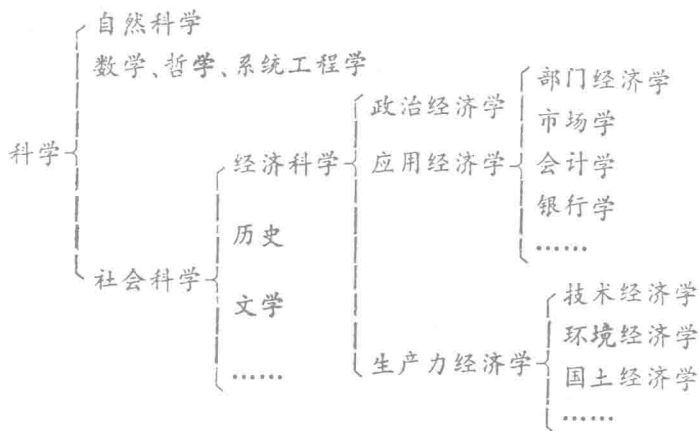 科学
自然科学
数学、哲学、系统工程学
社会科学
经济科学
历史
文学
……
政治经济学
应用经济学
生产力经济学
部门经济学
市场学
会计学
银行学
……
技术经济学
环境经济学
国土经济学
……